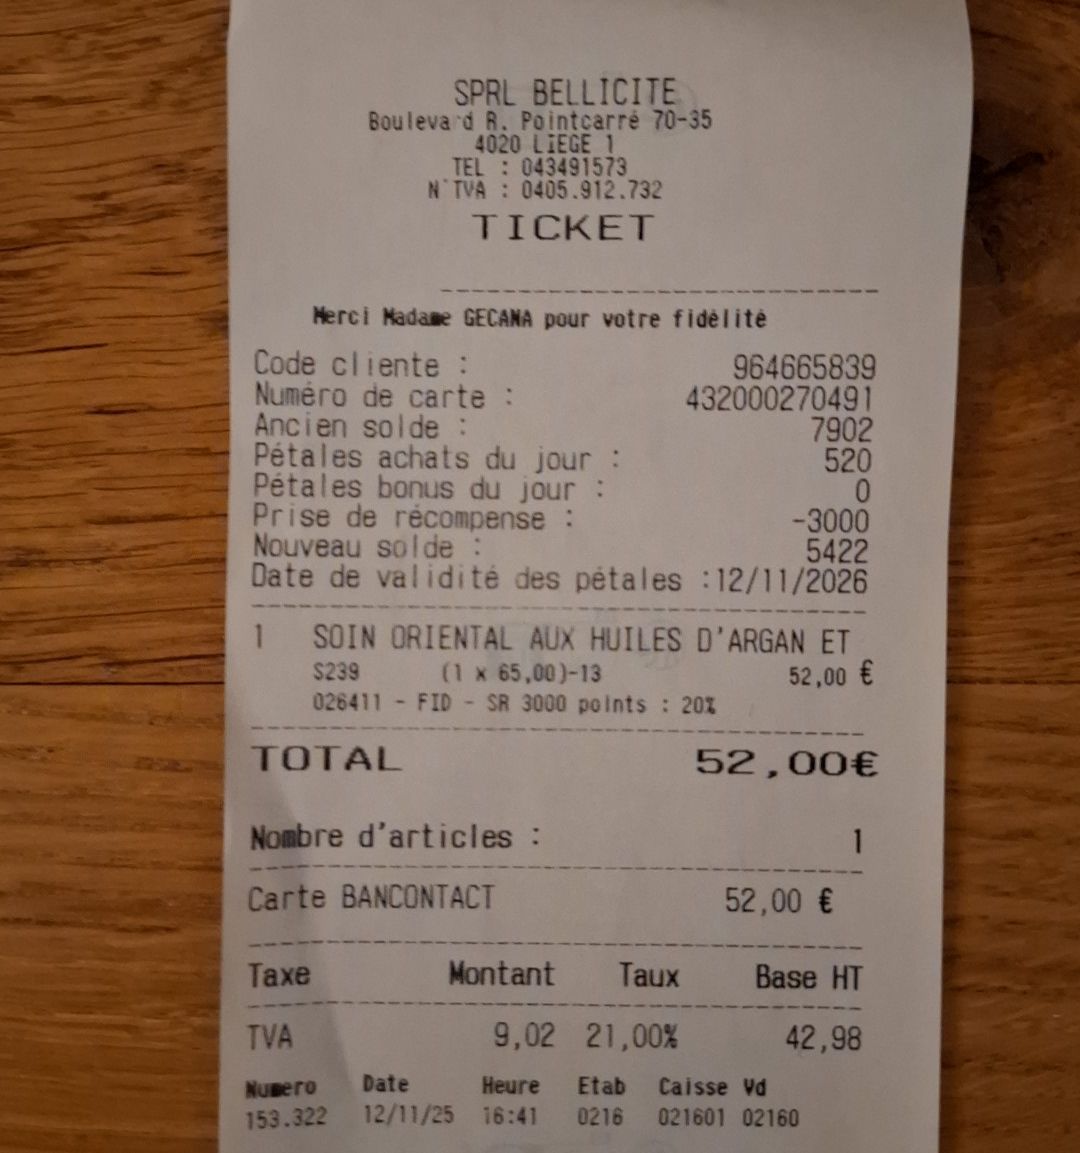 SPRL BELLICITE
Boulevard R. Pointcarré 70-35
4020 LIEGE 1
TEL : 043491573
N°TVA : 0405.912.732
TICKET
Merci Madame GECANA pour votre fidélité
Code cliente : 964665839
Numéro de carte : 432000270491
Ancien solde : 7902
Pétales achats du jour : 520
Pétales bonus du jour : 0
Prise de récompense : -3000
Nouveau solde : 5422
Date de validité des pétales :12/11/2026
1 SOIN ORIENTAL AUX HUILES D'ARGAN ET
S239 (1 x 65,00)-13 52,00 €
026411 - FID - SR 3000 points : 20%
TOTAL 52,00€
Nombre d'articles : 1
Carte BANCONTACT 52,00 €
Taxe Montant Taux Base HT
TVA 9,02 21,00% 42,98
Numero Date Heure Etab Caisse Vd
153.322 12/11/25 16:41 0216 021601 02160